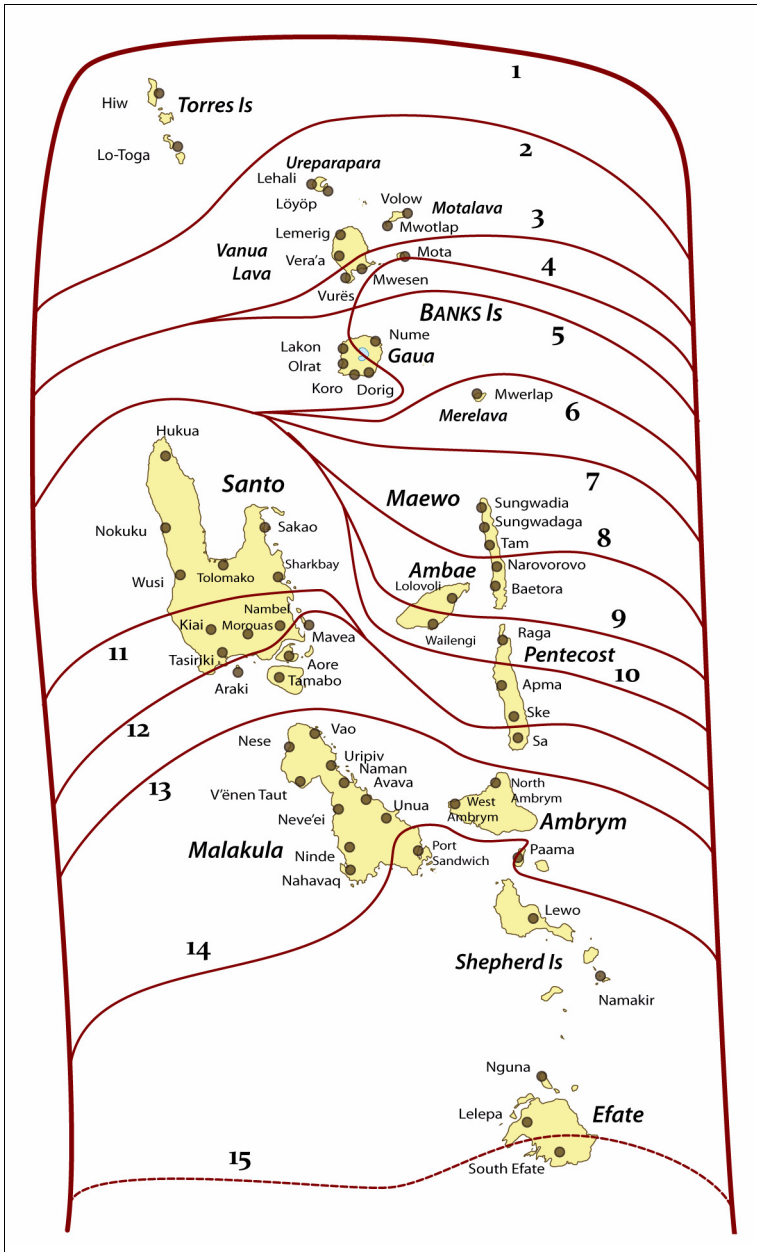 1
Hiw
Torres Is
Lo-Toga
2
Ureparapara
Lehali
Löyöp
Volow
Motalava
Mwotlap
3
Lemerig
Vanua
Lava
Vera'a
Mota
4
Mwesen
Vurës
BANKS Is
5
Nume
Lakon
Gaua
Olrat
Koro
Dorig
Mwerlap
6
Merelava
Hukua
7
Santo
Maewo
Sungwadia
Nokuku
Sakao
Sungwadaga
8
Tam
Ambae
Sharkbay
Narovorovo
Wusi
Tolomako
Lolovoli
Baetora
9
Nambel
Kiai
Morouas
Mavea
Wailengi
Raga
11
Pentecost
Tasiriki
Aore
10
Araki
Tamabo
Apma
Ske
12
Vao
Sa
Nese
Uripiv
Naman
13
V'ënen Taut
Avava
North
Ambrym
West
Ambrym
Neve'ei
Unua
Ambrym
Malakula
Ninde
Port
Sandwich
Paama
Nahavaq
Lewo
14
Shepherd Is
Namakir
Nguna
Lelepa
Efate
15
South Efate